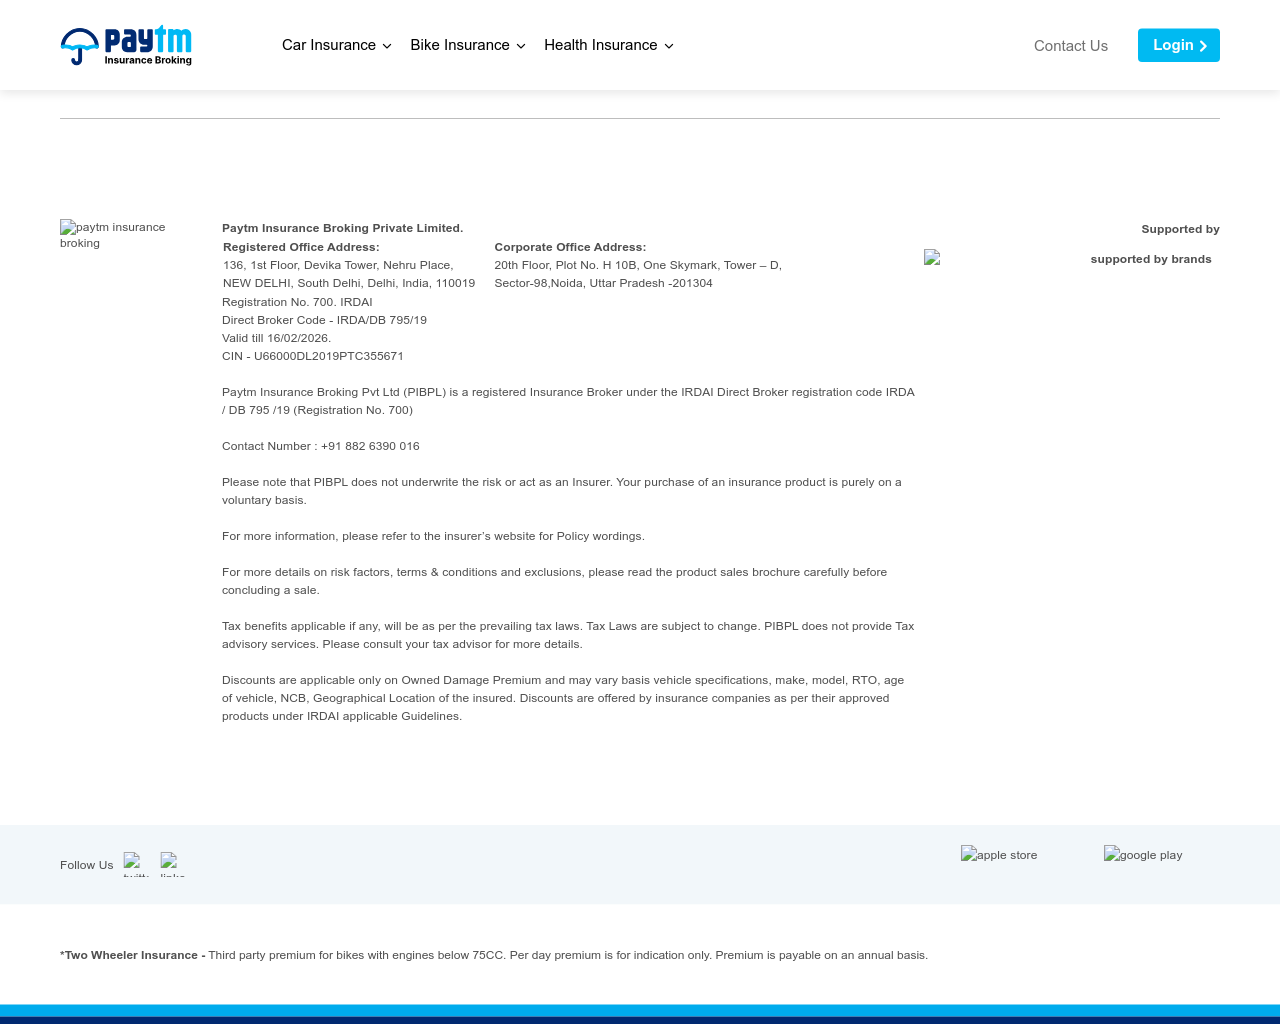 paytm
Insurance Broking
Car Insurance
Bike Insurance
Health Insurance
Contact Us
Login
paytm insurance
broking
Paytm Insurance Broking Private Limited.
Registered Office Address:
136, 1st Floor, Devika Tower, Nehru Place,
NEW DELHI, South Delhi, Delhi, India, 110019
Corporate Office Address:
20th Floor, Plot No. H 10B, One Skymark, Tower – D,
Sector-98,Noida, Uttar Pradesh -201304
Registration No. 700. IRDAI
Direct Broker Code - IRDA/DB 795/19
Valid till 16/02/2026.
CIN - U66000DL2019PTC355671
Paytm Insurance Broking Pvt Ltd (PIBPL) is a registered Insurance Broker under the IRDAI Direct Broker registration code IRDA
/ DB 795 /19 (Registration No. 700)
Contact Number : +91 882 6390 016
Please note that PIBPL does not underwrite the risk or act as an Insurer. Your purchase of an insurance product is purely on a
voluntary basis.
For more information, please refer to the insurer’s website for Policy wordings.
For more details on risk factors, terms & conditions and exclusions, please read the product sales brochure carefully before
concluding a sale.
Tax benefits applicable if any, will be as per the prevailing tax laws. Tax Laws are subject to change. PIBPL does not provide Tax
advisory services. Please consult your tax advisor for more details.
Discounts are applicable only on Owned Damage Premium and may vary basis vehicle specifications, make, model, RTO, age
of vehicle, NCB, Geographical Location of the insured. Discounts are offered by insurance companies as per their approved
products under IRDAI applicable Guidelines.
Supported by
supported by brands
Follow Us
apple store
google play
*Two Wheeler Insurance - Third party premium for bikes with engines below 75CC. Per day premium is for indication only. Premium is payable on an annual basis.